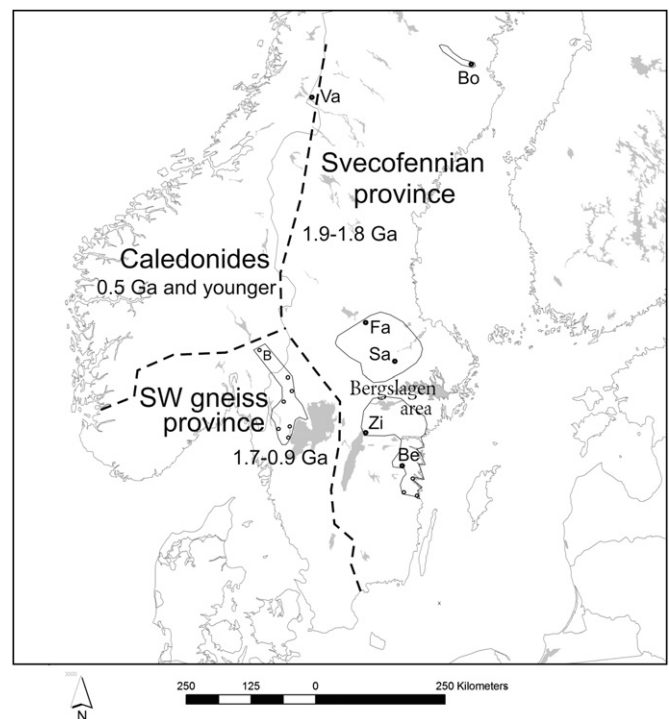 Bo
Va
Svecofennian
province
1.9-1.8 Ga
Caledonides
0.5 Ga and younger
Fa
B
Sa
Bergslagen
area
SW gneiss
province
Zi
1.7-0.9 Ga
Be
x
N
250 125 0 250 Kilometers